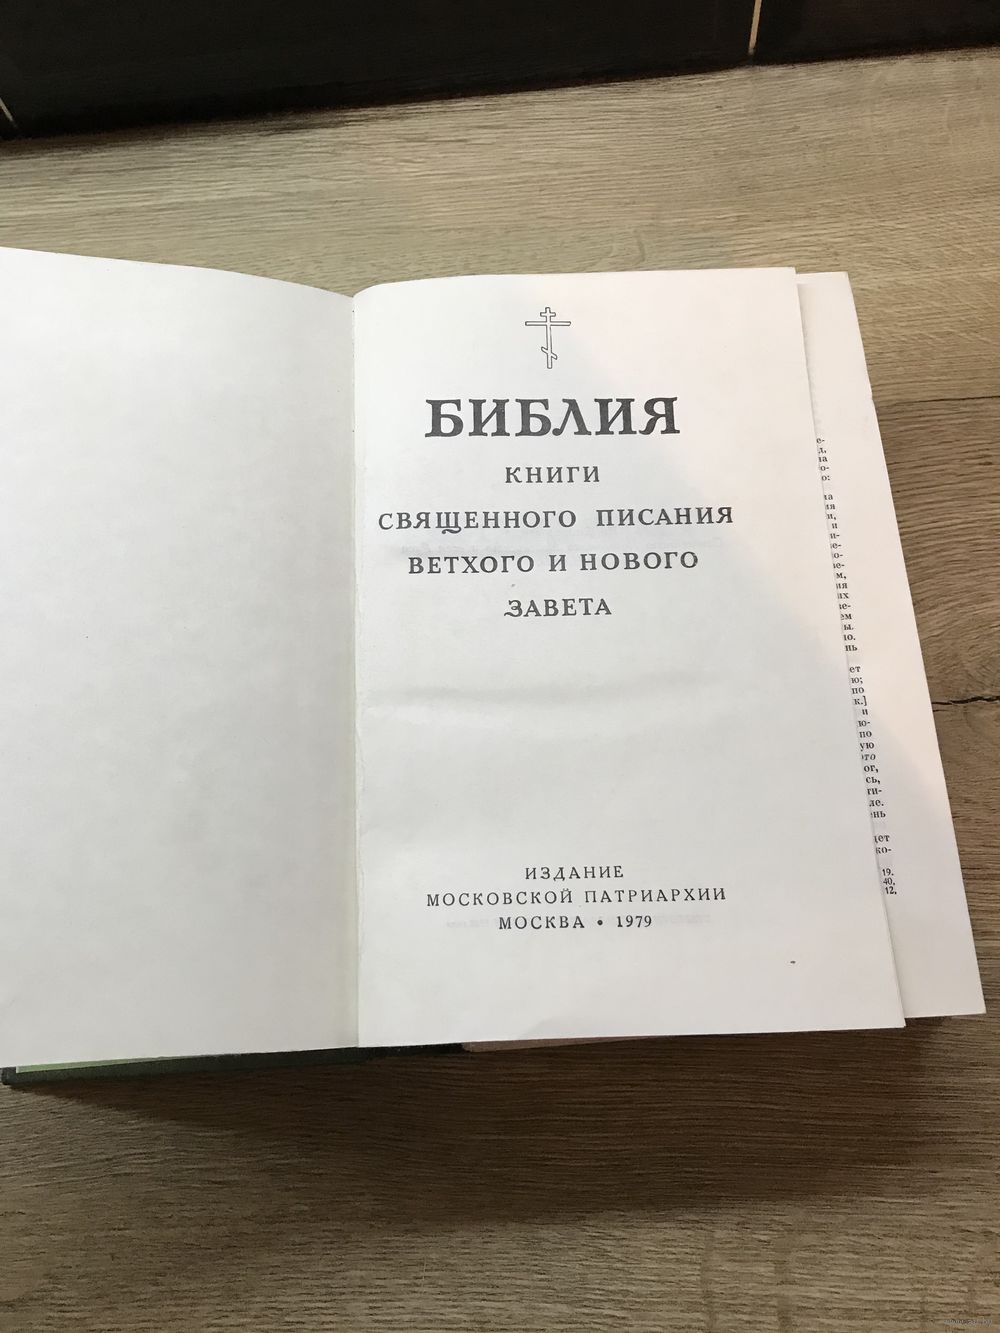 БИБЛИЯ
КНИГИ
СВЯЩЕННОГО ПИСАНИЯ
ВЕТХОГО И НОВОГО
ЗАВЕТА
ИЗДАНИЕ
МОСКОВСКОЙ ПАТРИАРХИИ
МОСКВА • 1979